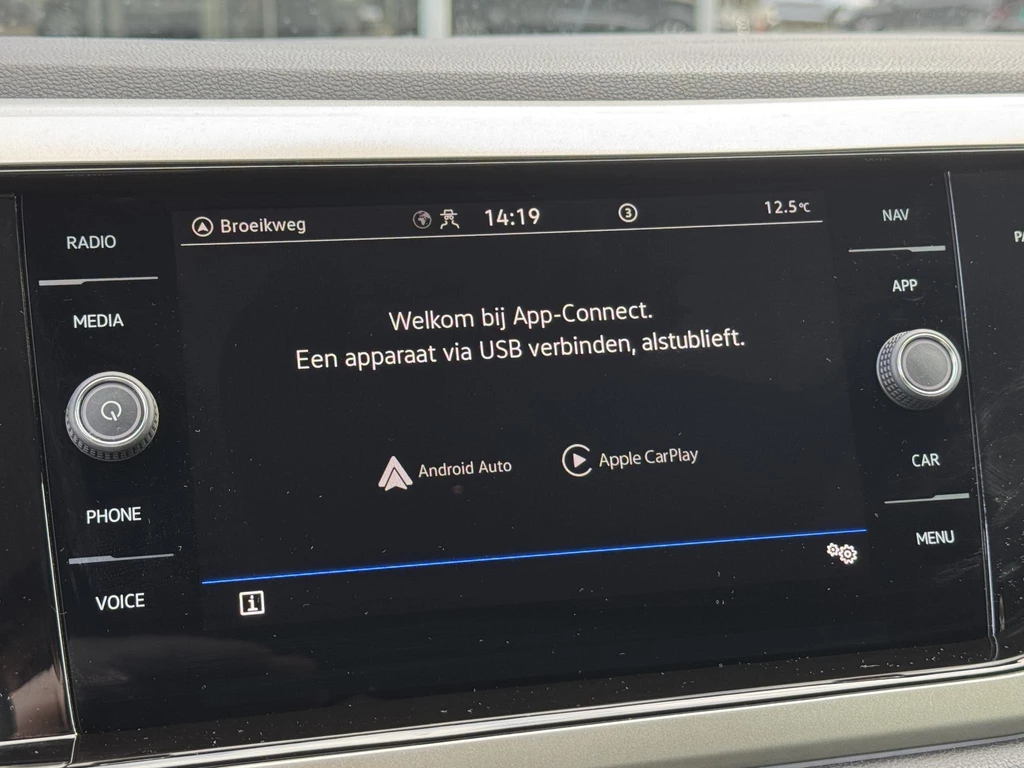 Broeikweg 14:19 3 12.5°C
RADIO
MEDIA
PHONE
VOICE
Welkom bij App-Connect.
Een apparaat via USB verbinden, alstublieft.
Android Auto
Apple CarPlay
i
NAV
APP
CAR
MENU